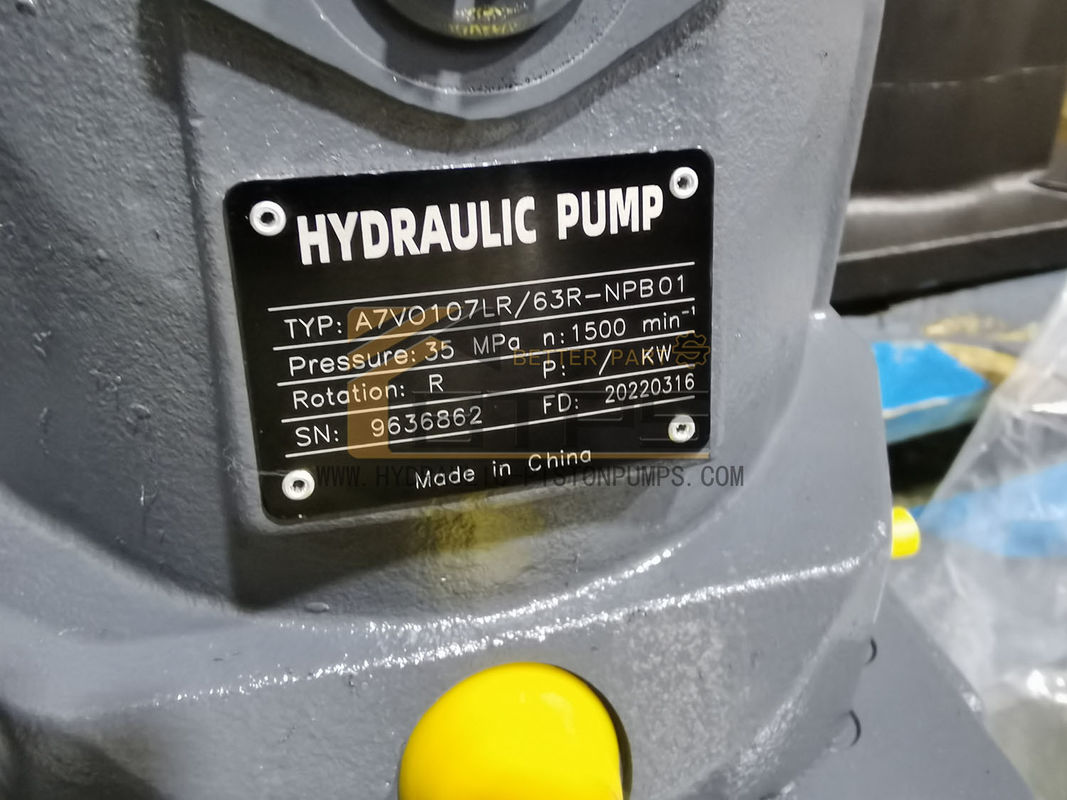 HYDRAULIC PUMP
TYP: A7VO107LR/63R-NPB01
Pressure: 35 MPa n: 1500 min⁻¹
BETTER PARTS
Rotation: R P: / KW
SN: 9636862 FD: 20220316
Made in China
WWW.HYDRAULIC-PISTONPUMPS.COM